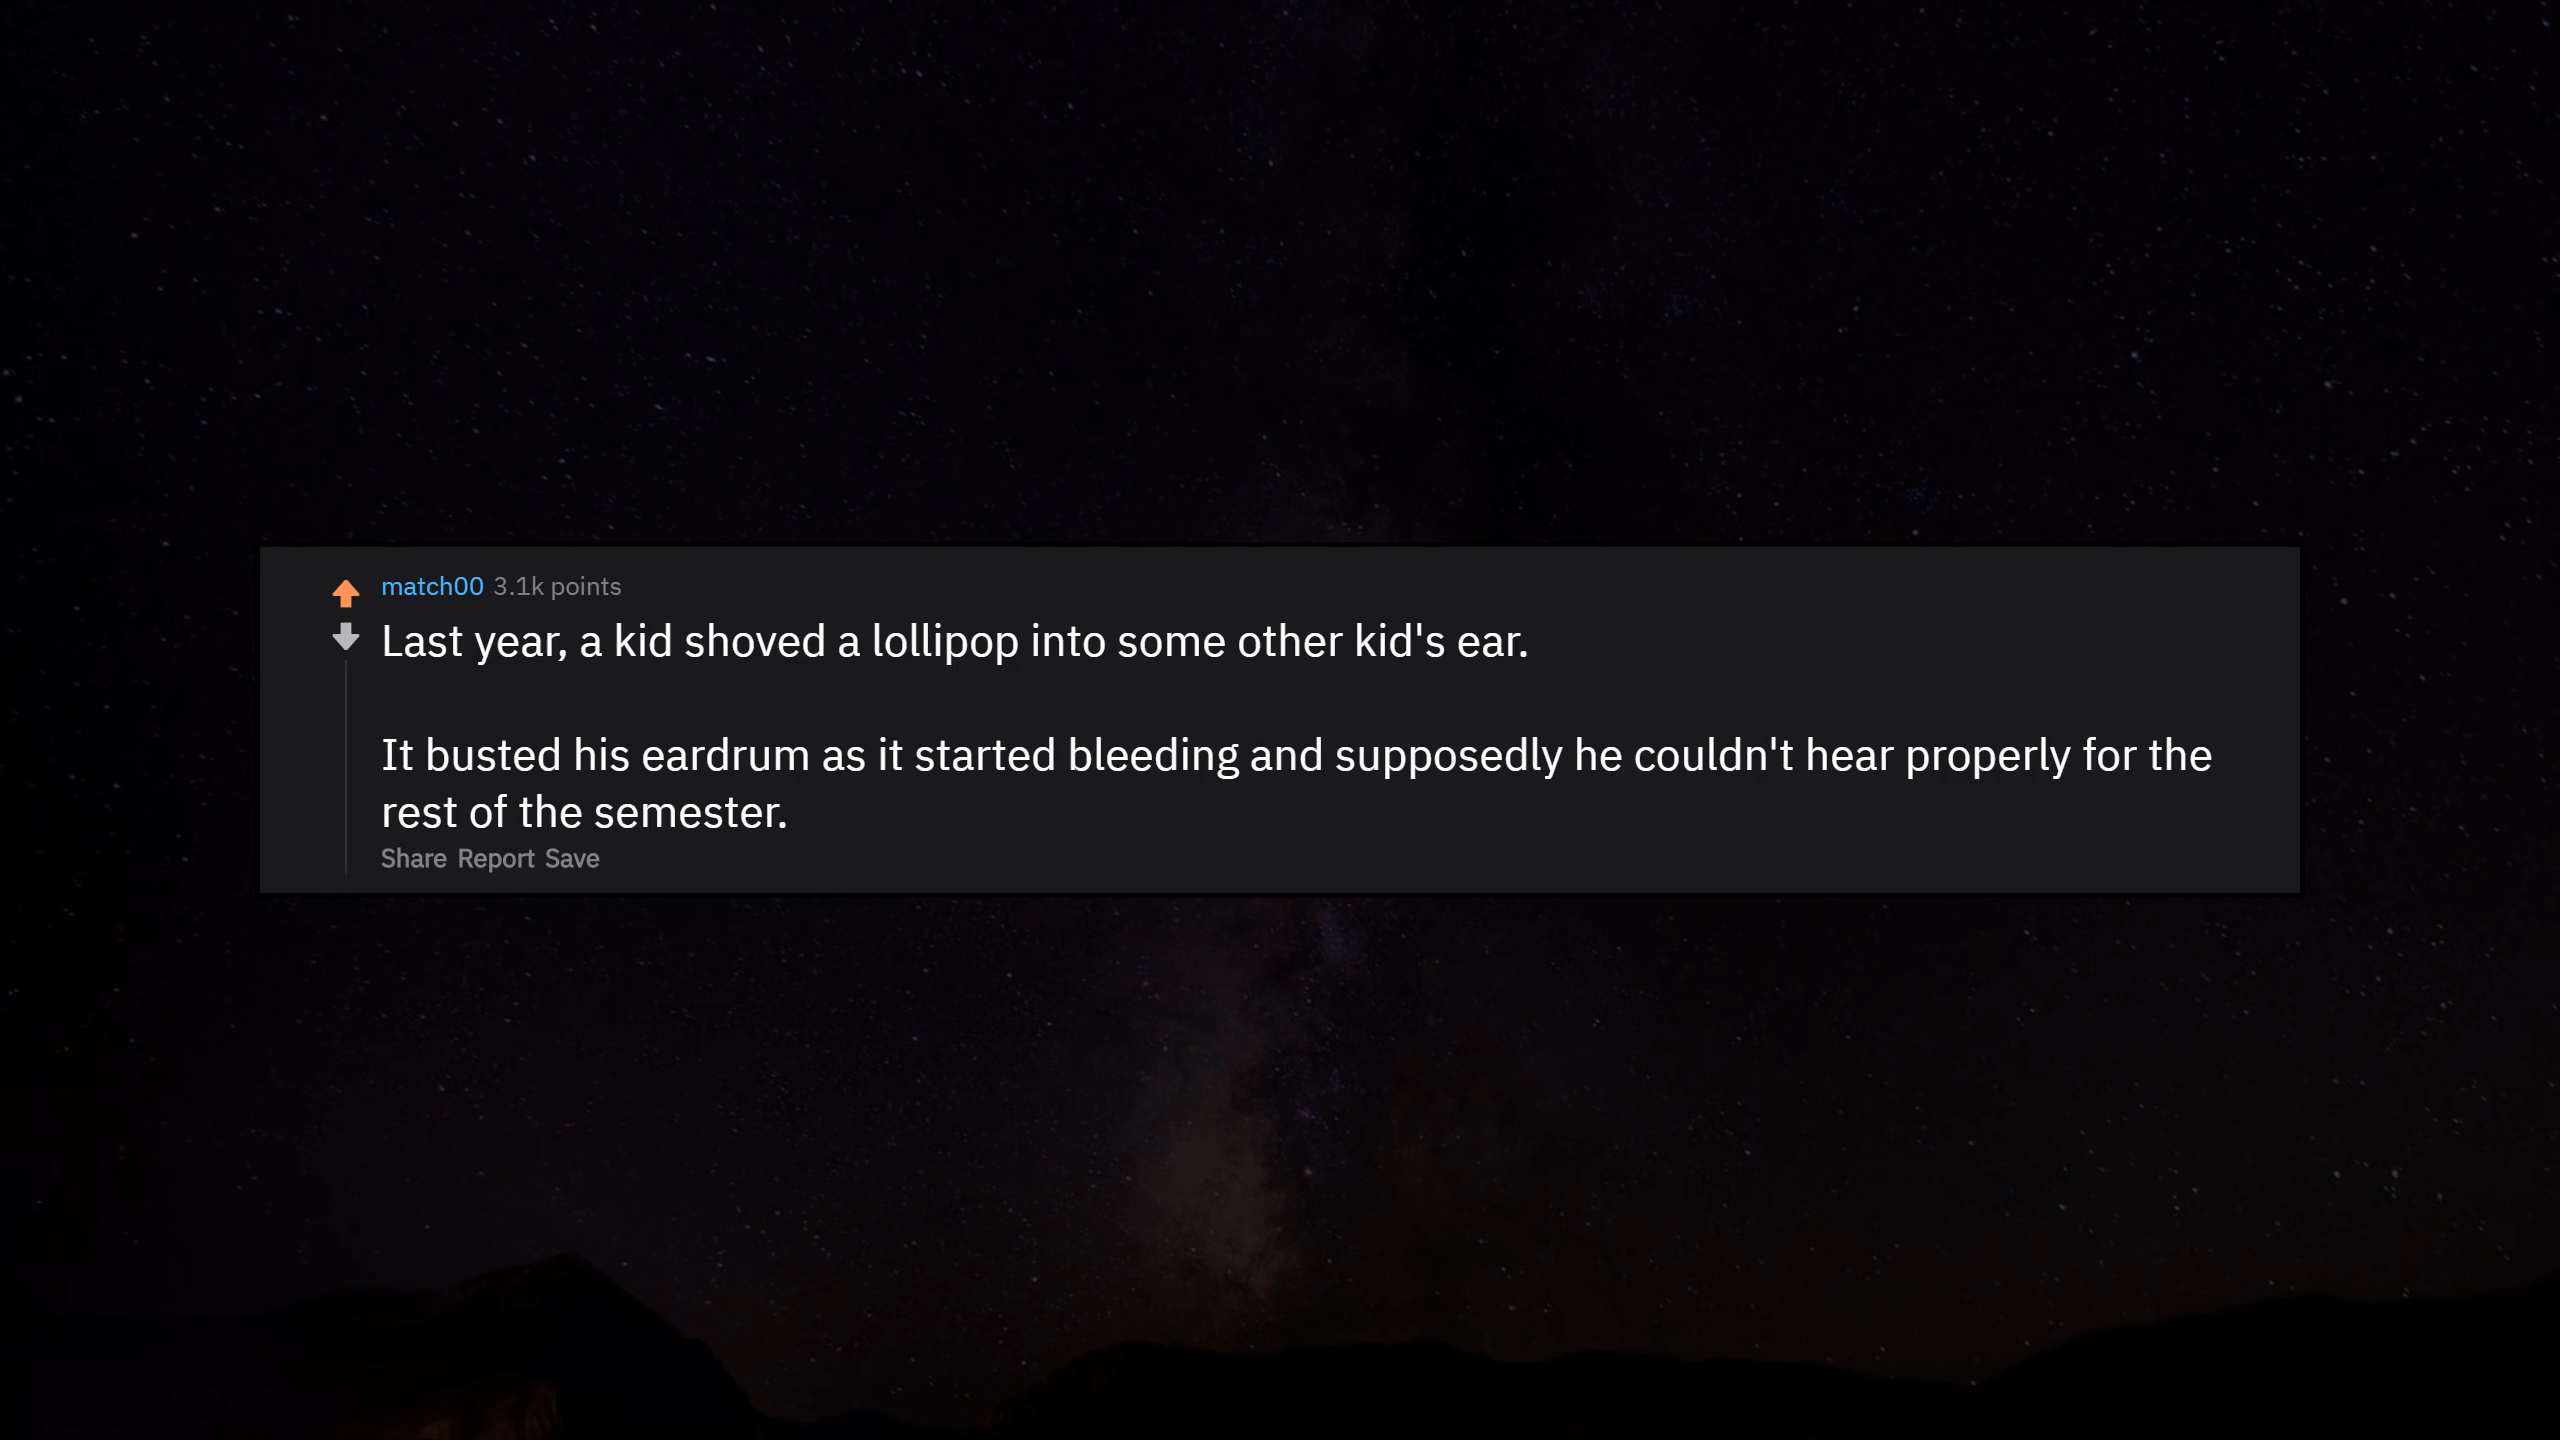 match00 3.1k points
Last year, a kid shoved a lollipop into some other kid's ear.
It busted his eardrum as it started bleeding and supposedly he couldn't hear properly for the
rest of the semester.
Share Report Save